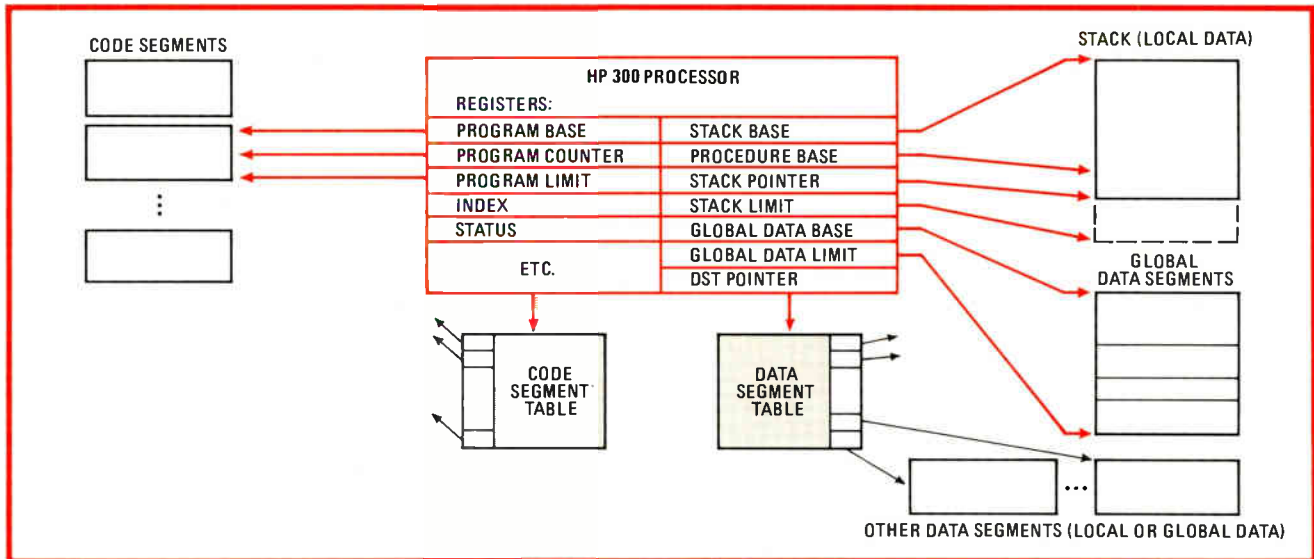 CODE SEGMENTS
HP 300 PROCESSOR
REGISTERS:
PROGRAM BASE
PROGRAM COUNTER
PROGRAM LIMIT
INDEX
STATUS
ETC.
STACK BASE
PROCEDURE BASE
STACK POINTER
STACK LIMIT
GLOBAL DATA BASE
GLOBAL DATA LIMIT
DST POINTER
STACK (LOCAL DATA)
GLOBAL
DATA SEGMENTS
CODE
SEGMENT
TABLE
DATA
SEGMENT
TABLE
OTHER DATA SEGMENTS (LOCAL OR GLOBAL DATA)